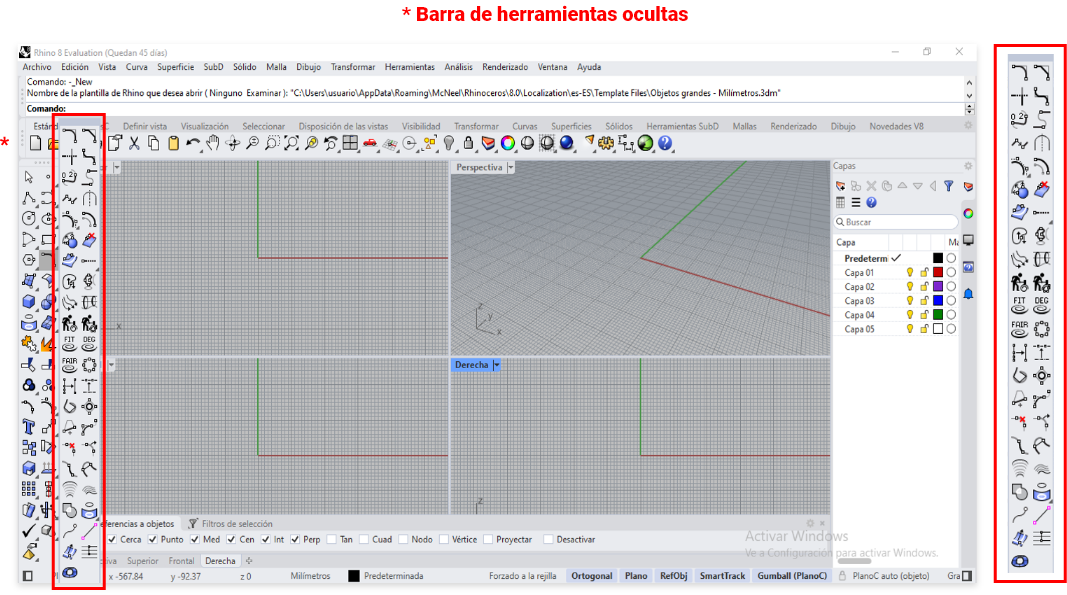 * Barra de herramientas ocultas
Rhino 8 Evaluation (Quedan 45 días)
Archivo Edición Vista Curva Superficie SubD Sólido Malla Dibujo Transformar Herramientas Análisis Renderizado Ventana Ayuda
Comando: -_New
Nombre de la plantilla de Rhino que desea abrir ( Ninguno Examinar ): "C:\Users\usuario\AppData\Roaming\McNeel\Rhinoceros\8.0\Localization\es-ES\Template Files\Objetos grandes - Milímetros.3dm"
Comando:
Estánd Definir vista Visualización Seleccionar Disposición de las vistas Visibilidad Transformar Curvas Superficies Sólidos Herramientas SubD Mallas Renderizado Dibujo Novedades V8
*
Perspectiva
Capas
Buscar
Capa Ma
Predeterm
Capa 01
Capa 02
Capa 03
Capa 04
Capa 05
z
y
x
x
FIT DEG
FAIR
FIT DEG
FAIR
Derecha
z
eferencias a objetos Filtros de selección
Cerca Punto Med Cen Int Perp Tan Cuad Nodo Vértice Proyectar Desactivar
Activar Windows
Ve a Configuración para activar Windows.
iva Superior Frontal Derecha
x -567.84 y -92.37 z 0 Milímetros Predeterminada Forzado a la rejilla Ortogonal Plano RefObj SmartTrack Gumball (PlanoC) PlanoC auto (objeto) Gra